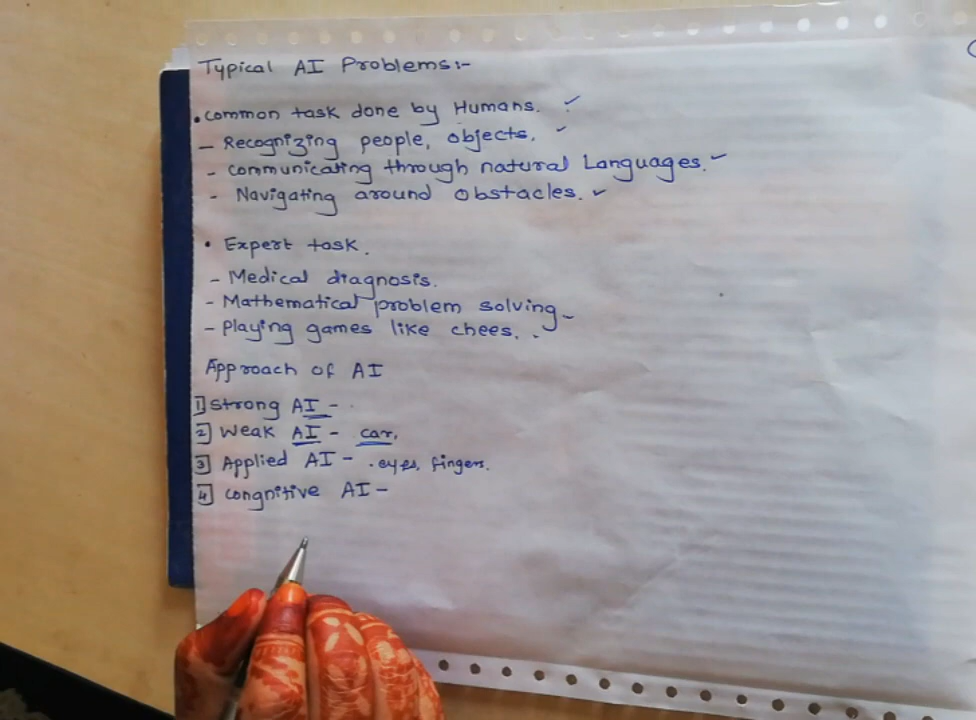 Typical AI Problems:-
• common task done by Humans.
- Recognizing people, objects.
- communicating through natural Languages.
- Navigating around obstacles.
• Expert task.
- Medical diagnosis.
- Mathematical problem solving
- Playing games like chees.
Approach of AI
1] Strong AI -
2] Weak AI - car.
3] Applied AI - . eyes, fingers.
4] congnitive AI -